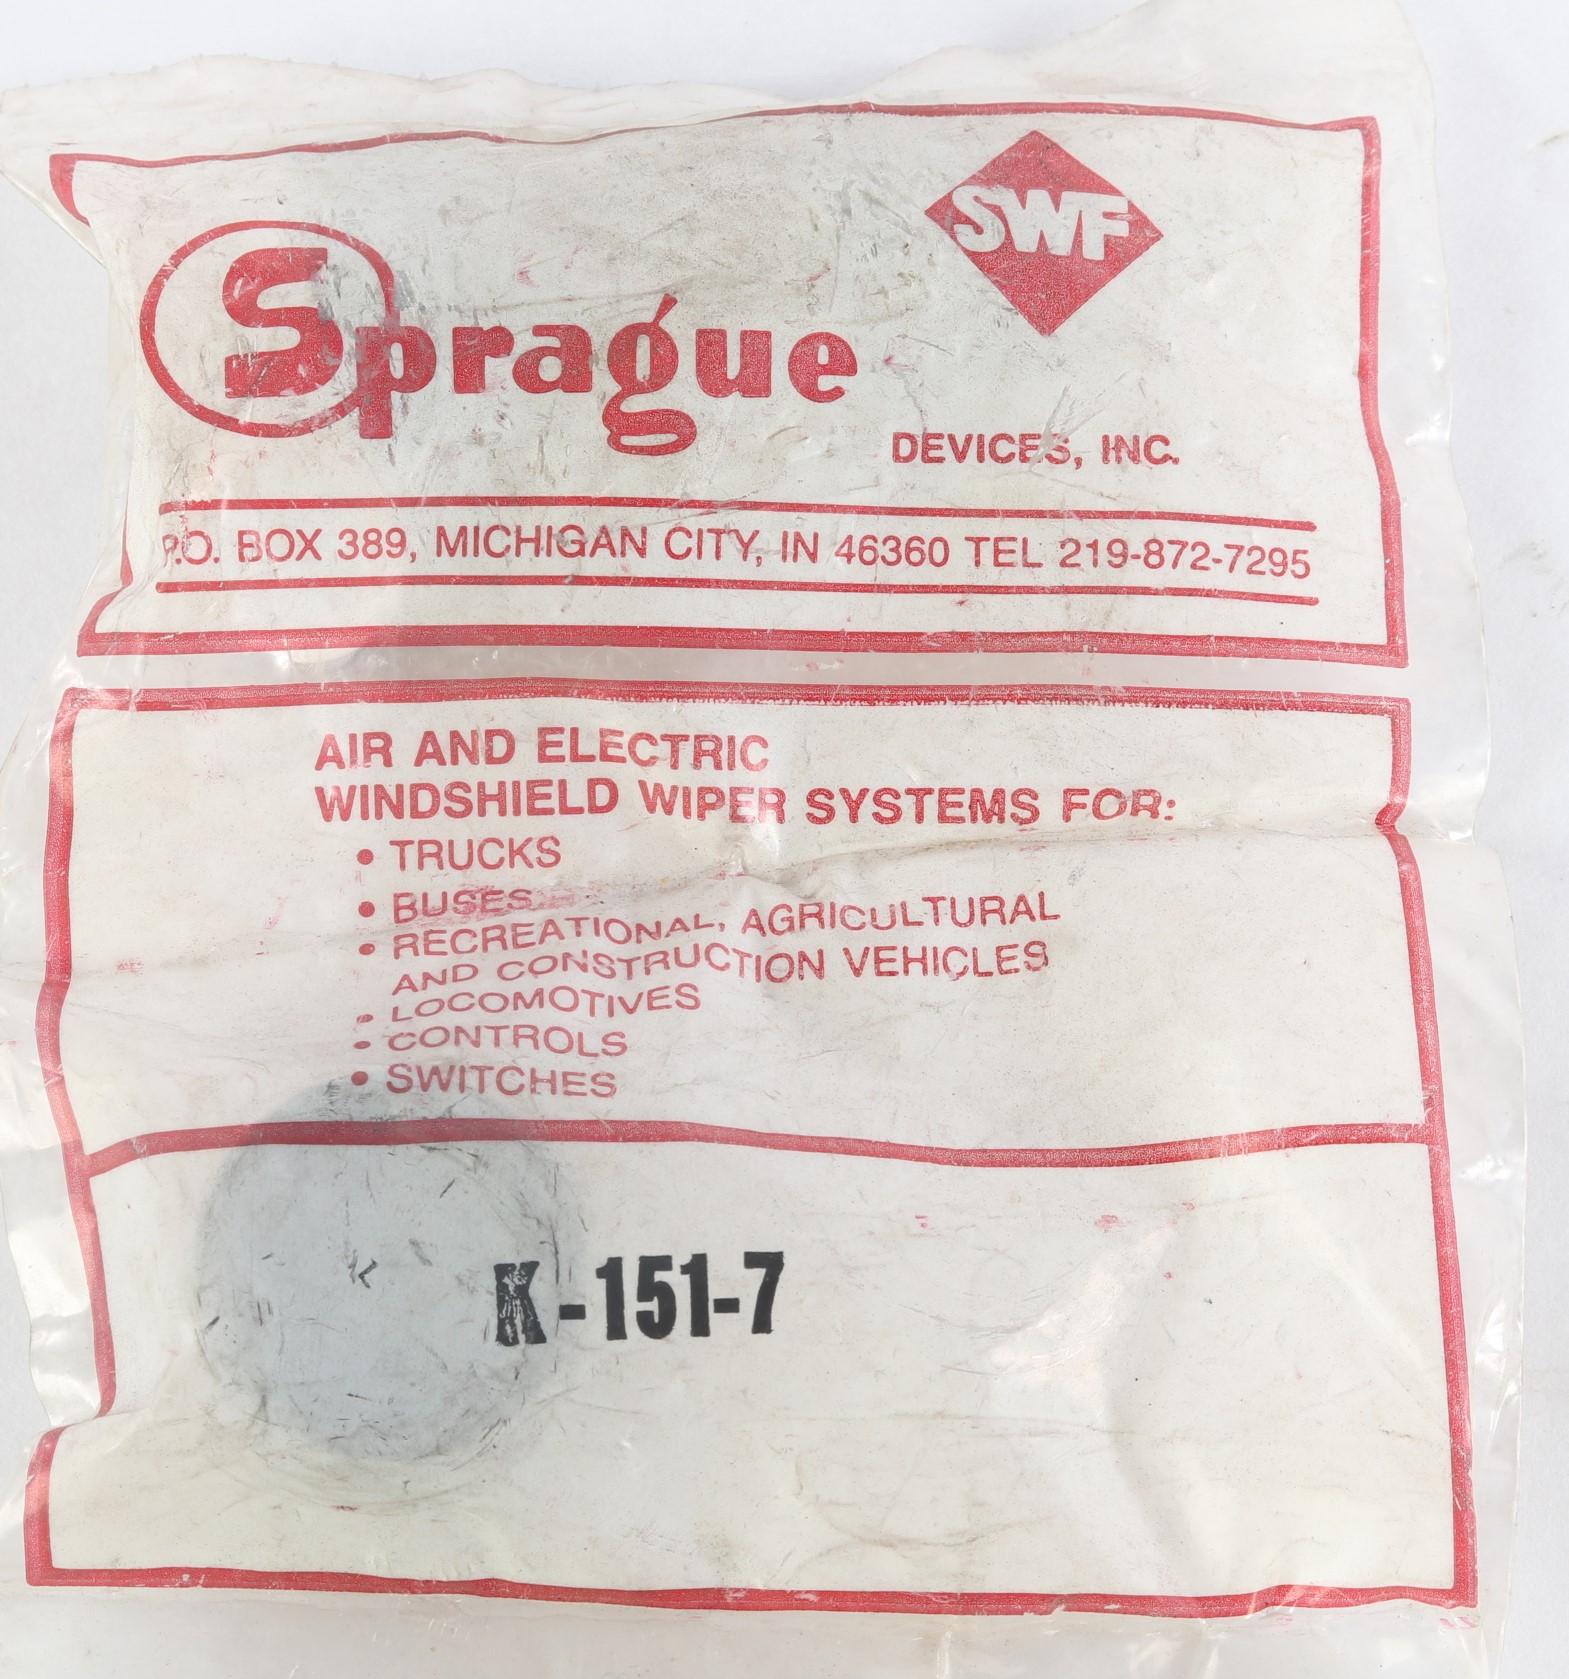 SWF
Sprague
DEVICES, INC.
P.O. BOX 389, MICHIGAN CITY, IN 46360 TEL 219-872-7295
AIR AND ELECTRIC
WINDSHIELD WIPER SYSTEMS FOR:
• TRUCKS
• BUSES
• RECREATIONAL, AGRICULTURAL
AND CONSTRUCTION VEHICLES
• LOCOMOTIVES
• CONTROLS
• SWITCHES
K-151-7